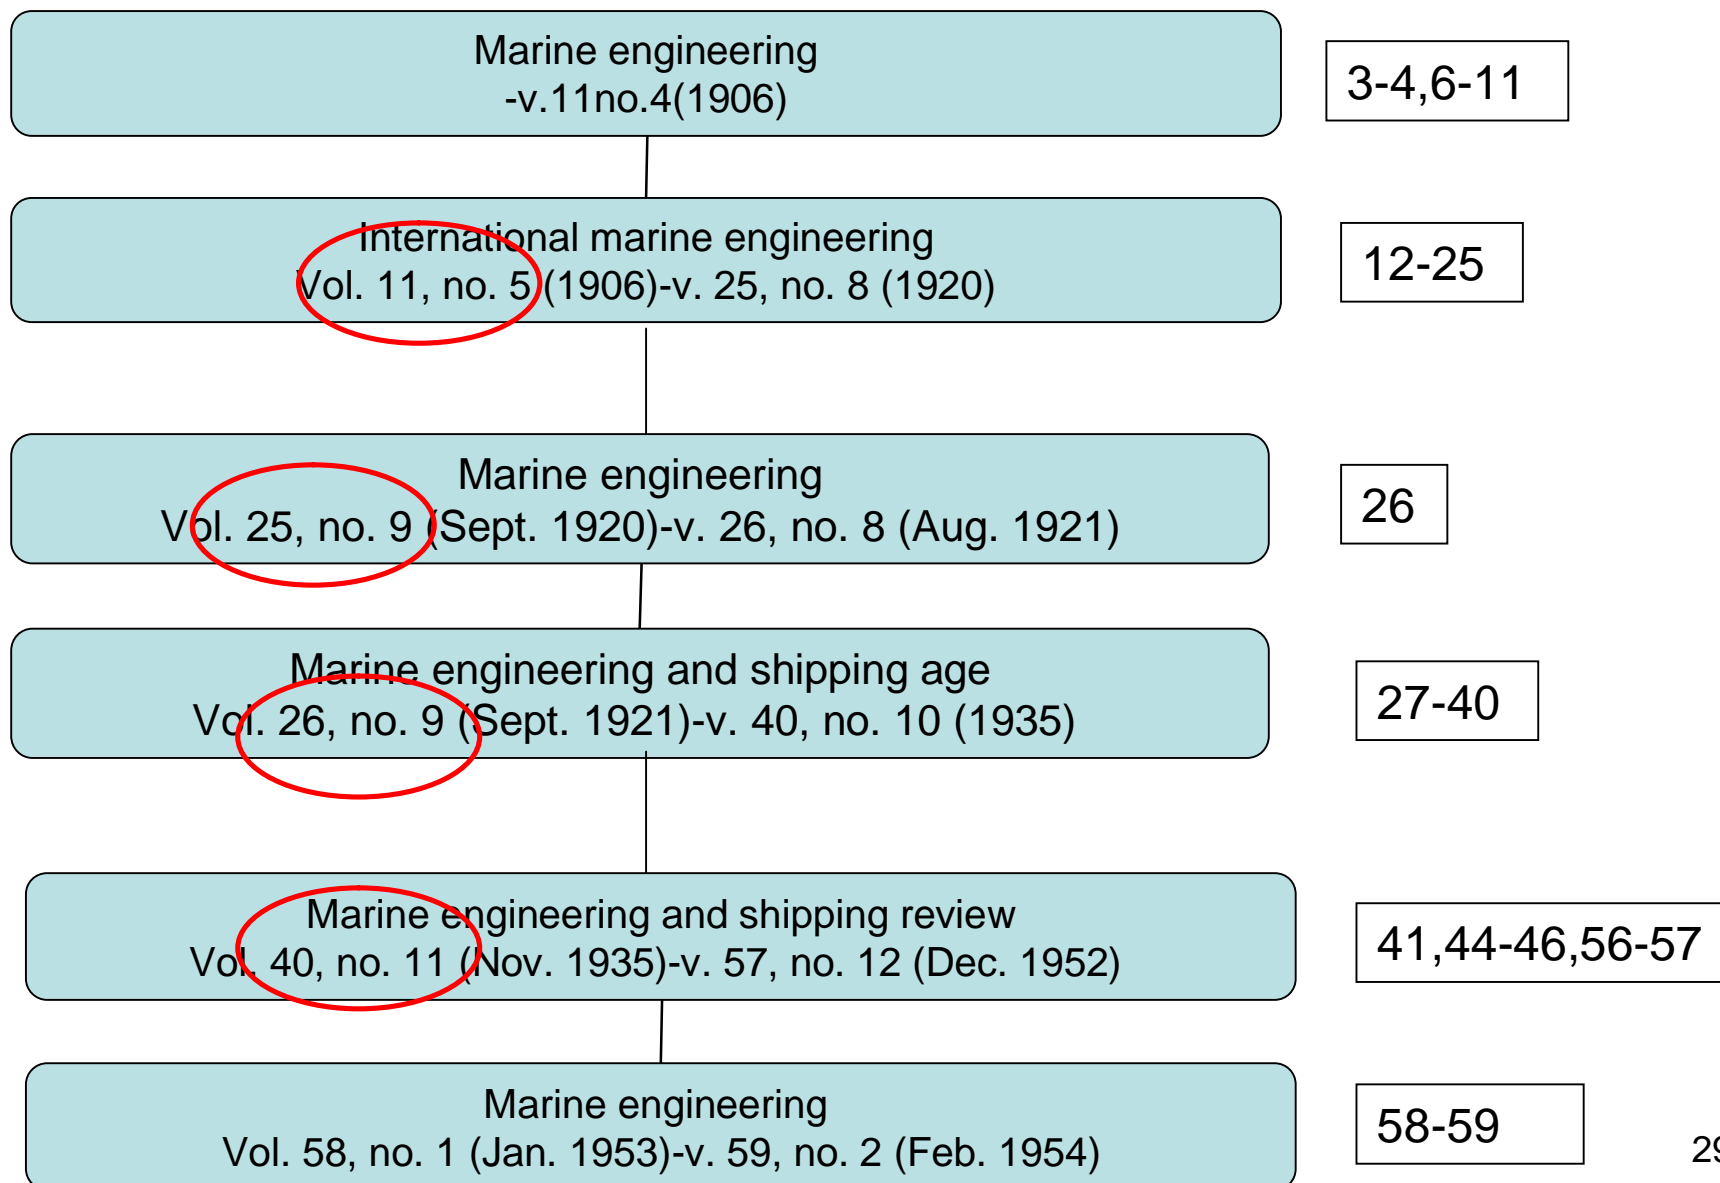 Marine engineering
-v.11no.4(1906)
3-4,6-11
International marine engineering
Vol. 11, no. 5 (1906)-v. 25, no. 8 (1920)
12-25
Marine engineering
Vol. 25, no. 9 (Sept. 1920)-v. 26, no. 8 (Aug. 1921)
26
Marine engineering and shipping age
Vol. 26, no. 9 (Sept. 1921)-v. 40, no. 10 (1935)
27-40
Marine engineering and shipping review
Vol. 40, no. 11 (Nov. 1935)-v. 57, no. 12 (Dec. 1952)
41,44-46,56-57
Marine engineering
Vol. 58, no. 1 (Jan. 1953)-v. 59, no. 2 (Feb. 1954)
58-59
29